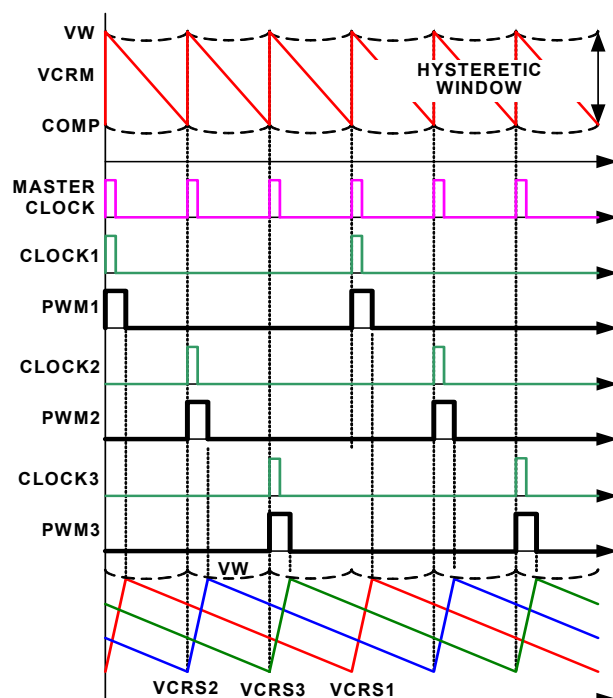 VW
VCRM
HYSTERETIC
WINDOW
COMP
MASTER
CLOCK
CLOCK1
PWM1
CLOCK2
PWM2
CLOCK3
PWM3
VW
VCRS2 VCRS3 VCRS1